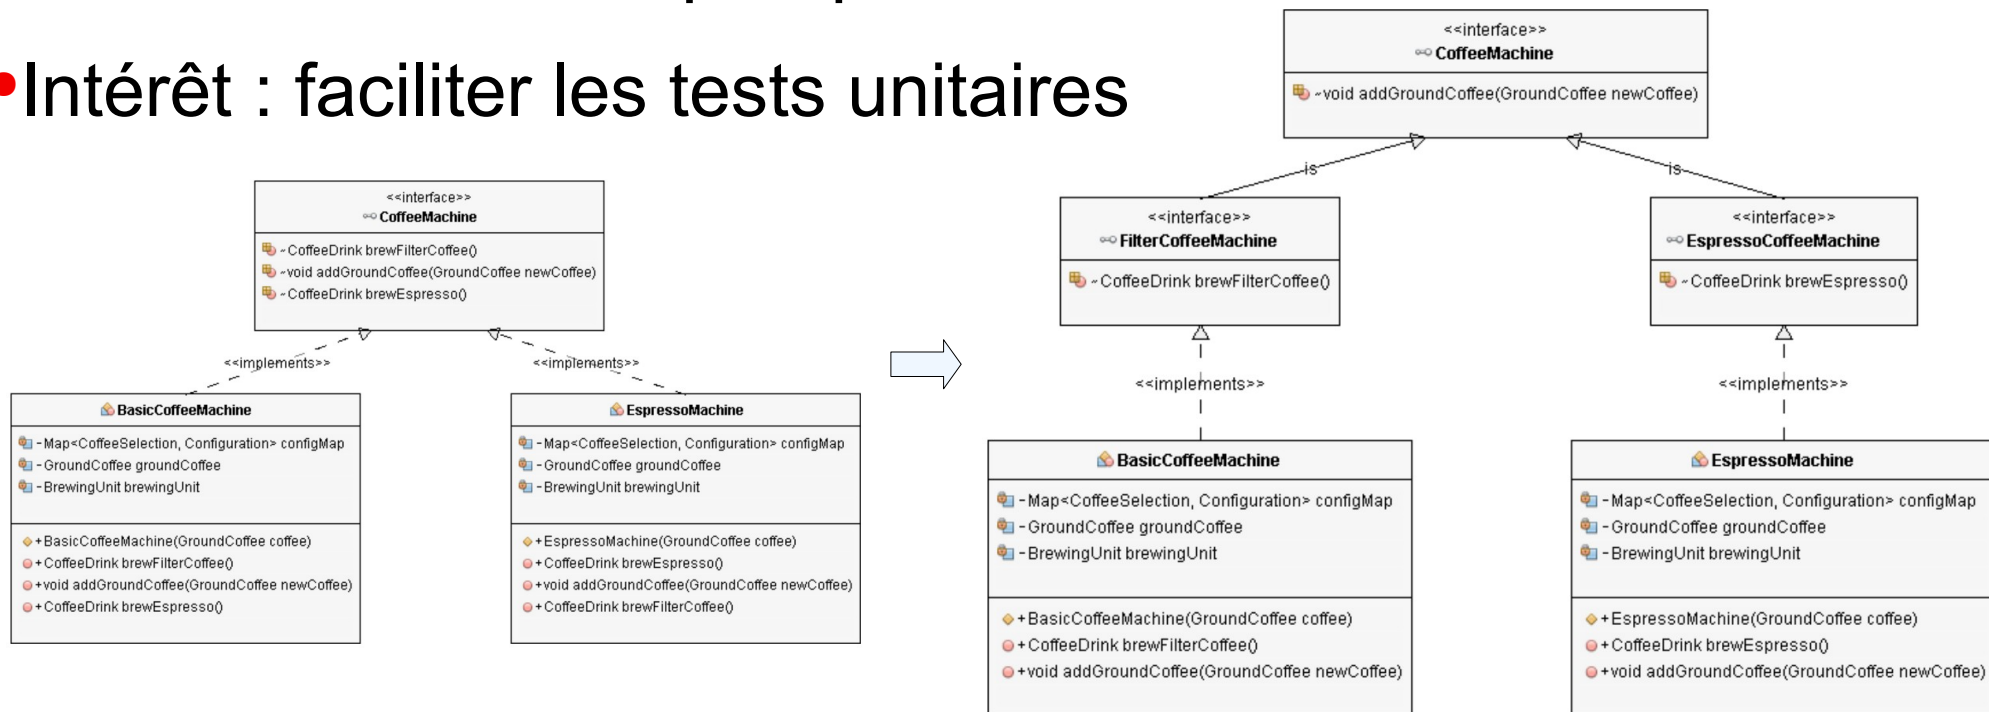 •Intérêt : faciliter les tests unitaires
<<interface>>
CoffeeMachine
~CoffeeDrink brewFilterCoffee()
~void addGroundCoffee(GroundCoffee newCoffee)
~CoffeeDrink brewEspresso()
<<implements>>
<<implements>>
BasicCoffeeMachine
-Map<CoffeeSelection, Configuration> configMap
-GroundCoffee groundCoffee
-BrewingUnit brewingUnit
+BasicCoffeeMachine(GroundCoffee coffee)
+CoffeeDrink brewFilterCoffee()
+void addGroundCoffee(GroundCoffee newCoffee)
+CoffeeDrink brewEspresso()
EspressoMachine
-Map<CoffeeSelection, Configuration> configMap
-GroundCoffee groundCoffee
-BrewingUnit brewingUnit
+EspressoMachine(GroundCoffee coffee)
+CoffeeDrink brewEspresso()
+void addGroundCoffee(GroundCoffee newCoffee)
+CoffeeDrink brewFilterCoffee()
<<interface>>
CoffeeMachine
~void addGroundCoffee(GroundCoffee newCoffee)
is
is
<<interface>>
FilterCoffeeMachine
~CoffeeDrink brewFilterCoffee()
<<interface>>
EspressoCoffeeMachine
~CoffeeDrink brewEspresso()
<<implements>>
<<implements>>
BasicCoffeeMachine
-Map<CoffeeSelection, Configuration> configMap
-GroundCoffee groundCoffee
-BrewingUnit brewingUnit
+BasicCoffeeMachine(GroundCoffee coffee)
+CoffeeDrink brewFilterCoffee()
+void addGroundCoffee(GroundCoffee newCoffee)
EspressoMachine
-Map<CoffeeSelection, Configuration> configMap
-GroundCoffee groundCoffee
-BrewingUnit brewingUnit
+EspressoMachine(GroundCoffee coffee)
+CoffeeDrink brewEspresso()
+void addGroundCoffee(GroundCoffee newCoffee)